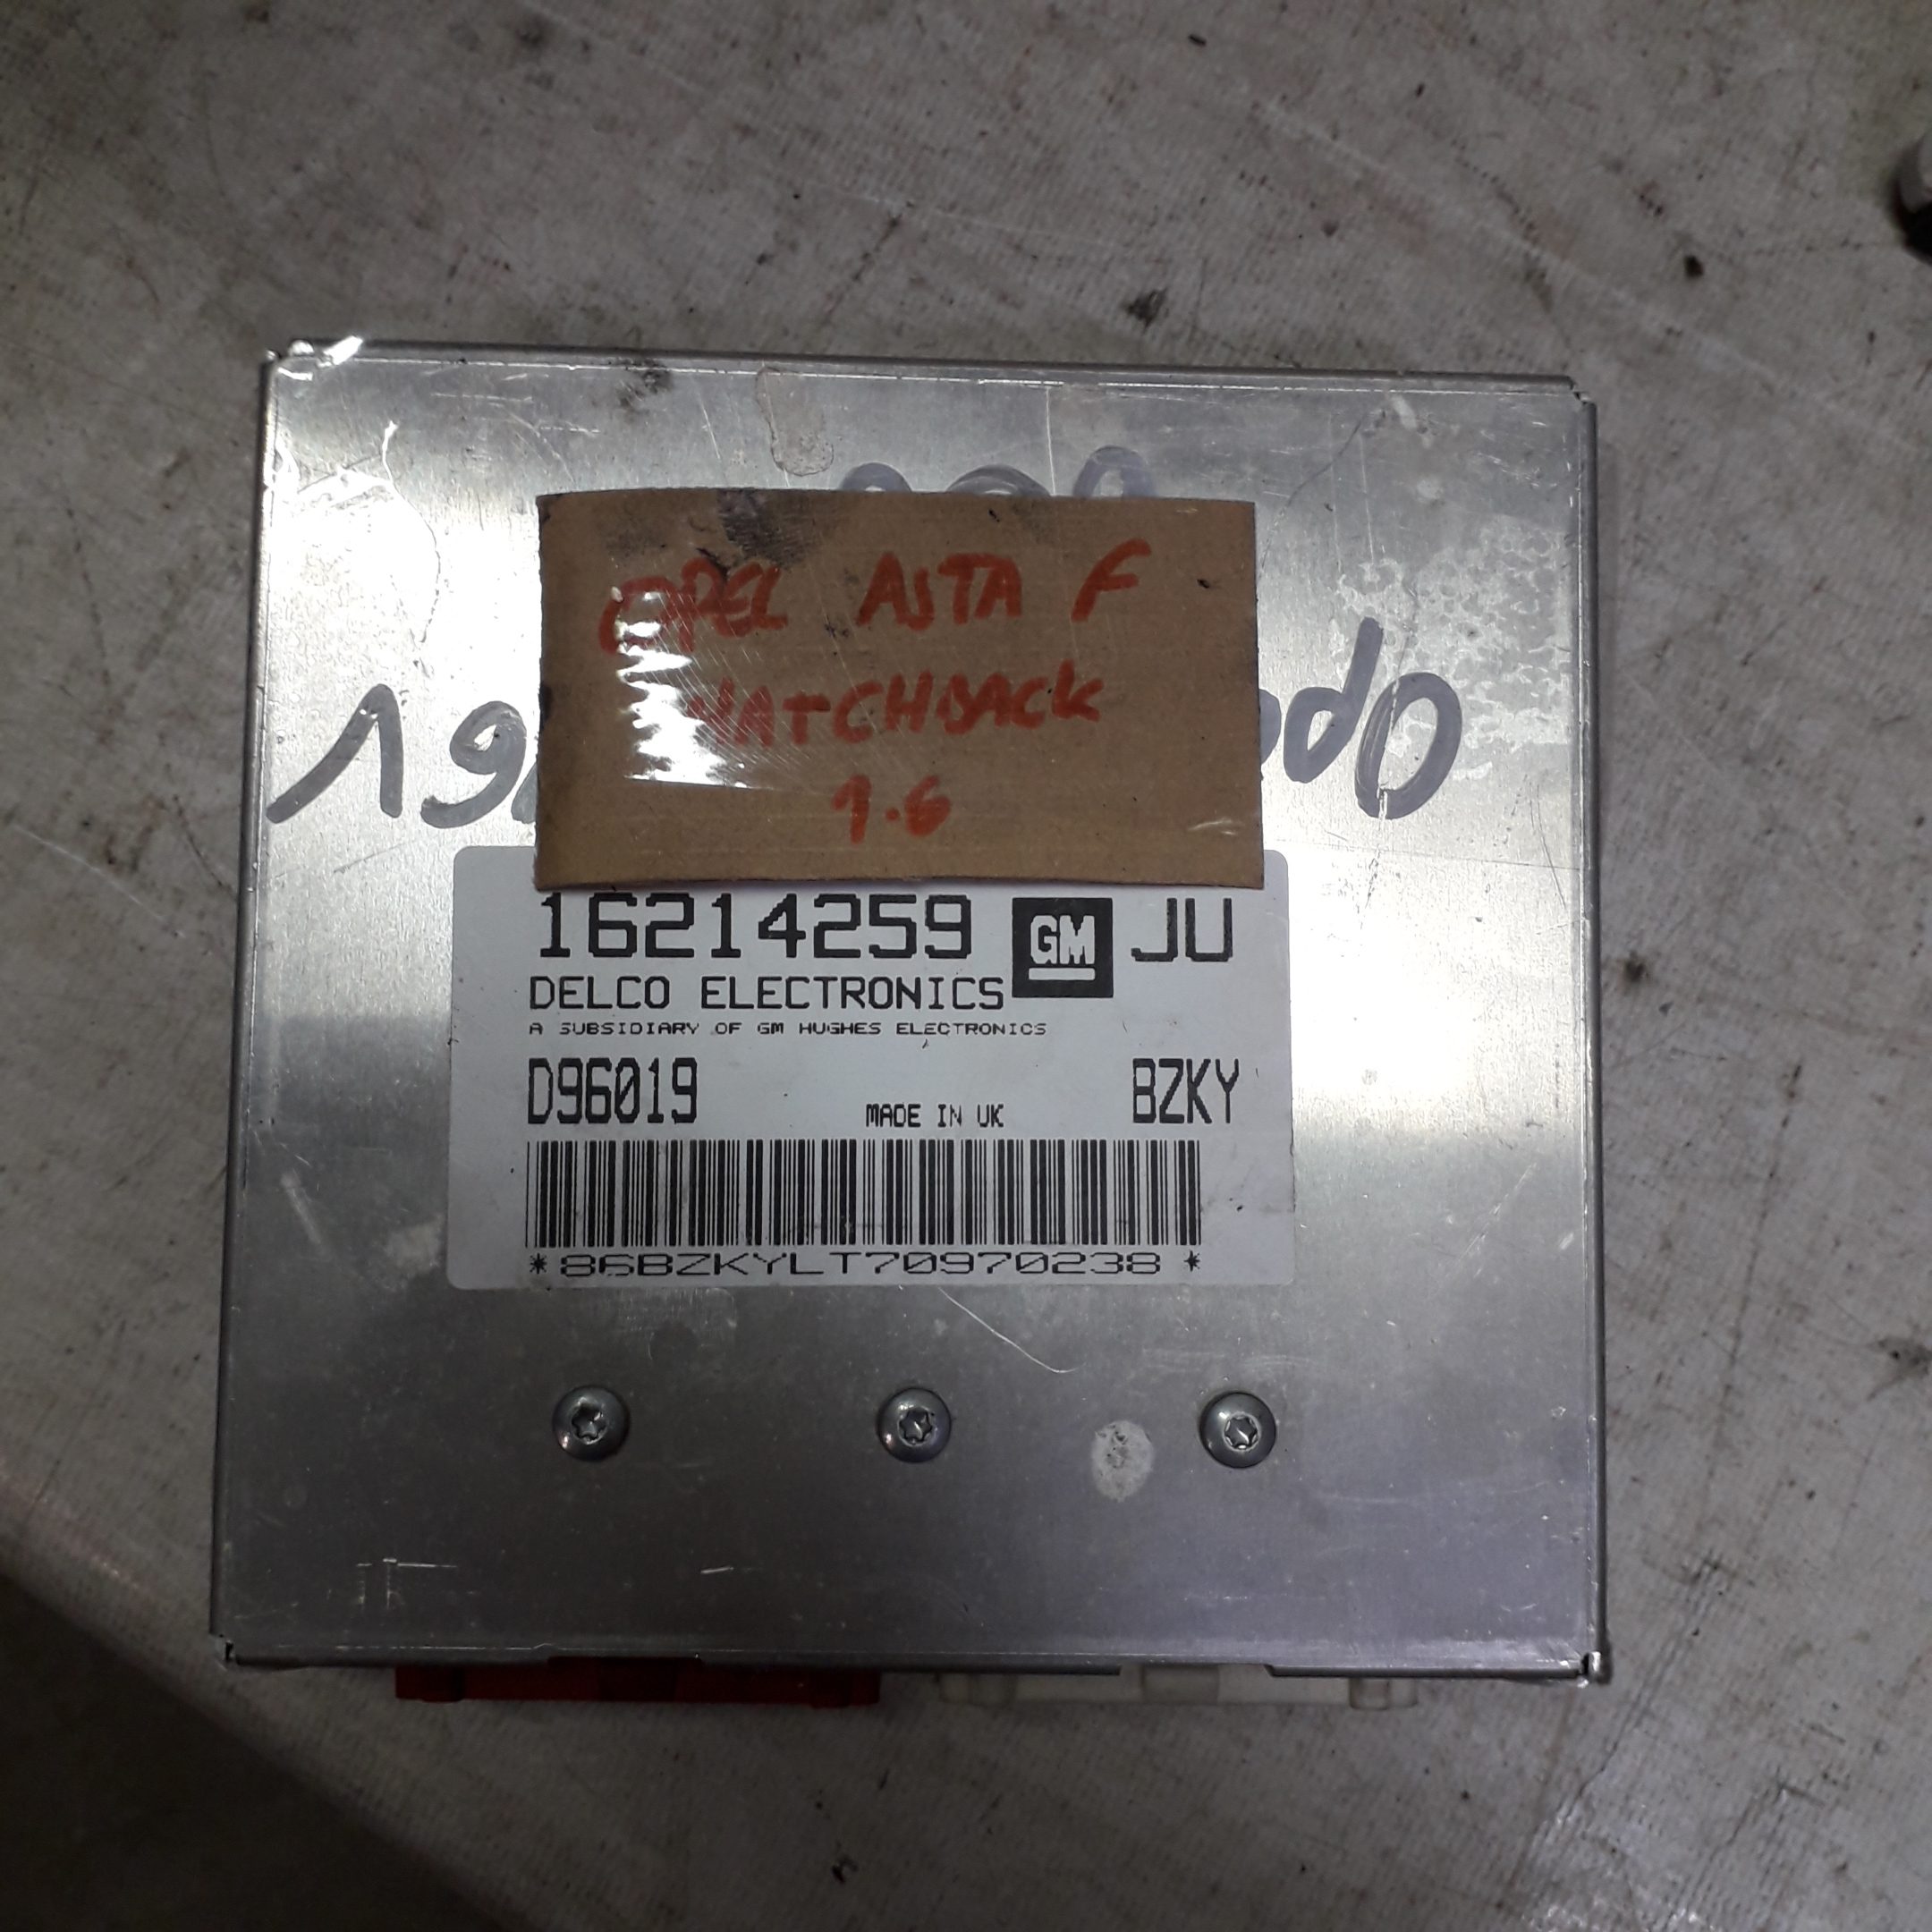 OPEL ASTA F
HATCHBACK
1.6
16214259 GM JU
DELCO ELECTRONICS
A SUBSIDIARY OF GM HUGHES ELECTRONICS
D96019 MADE IN UK BZKY
*86BZKYLT70970238*